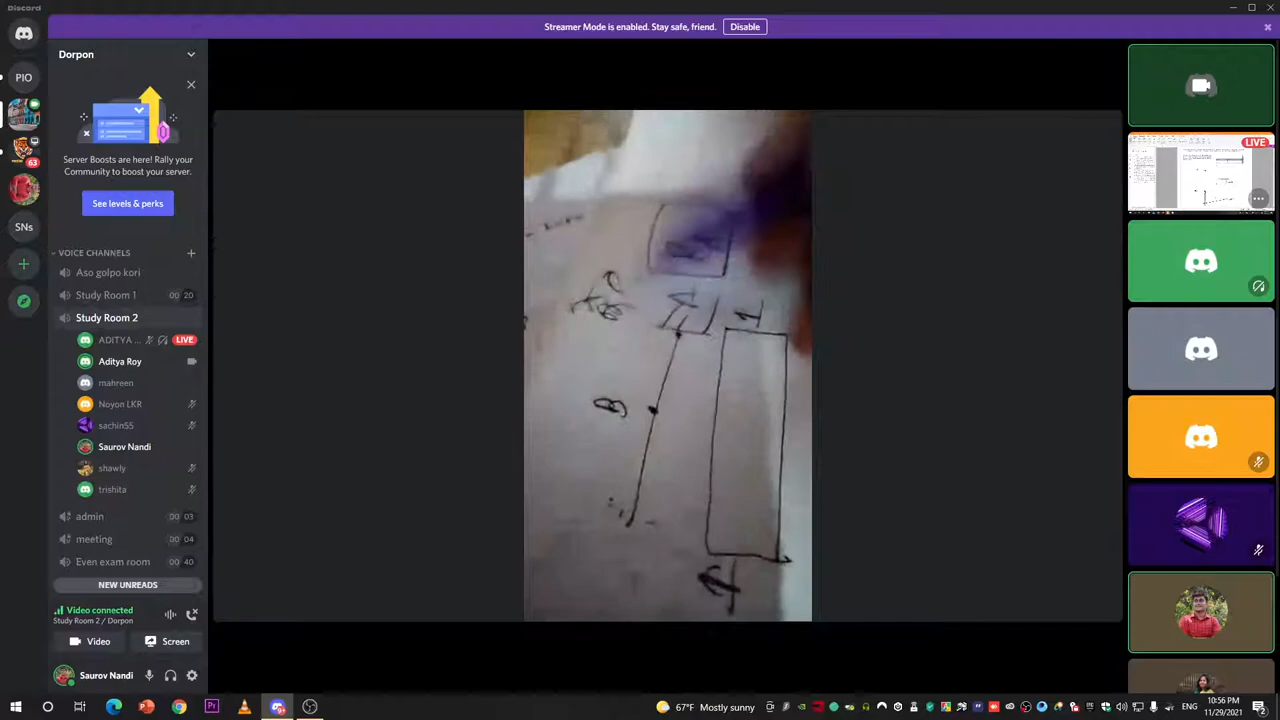 Discord
Streamer Mode is enabled. Stay safe, friend.
Disable
Dorpon
Server Boosts are here! Rally your
Community to boost your server.
See levels & perks
PIO
63
SNs
VOICE CHANNELS
Aso golpo kori
Study Room 1
00 20
Study Room 2
ADITYA ...
LIVE
Aditya Roy
mahreen
Noyon LKR
sachin55
Saurov Nandi
shawly
trishita
admin
00 03
meeting
00 04
Even exam room
00 40
NEW UNREADS
Video connected
Study Room 2 / Dorpon
Video
Screen
Saurov Nandi
LIVE
B
67°F Mostly sunny
ENG
10:56 PM
11/29/2021